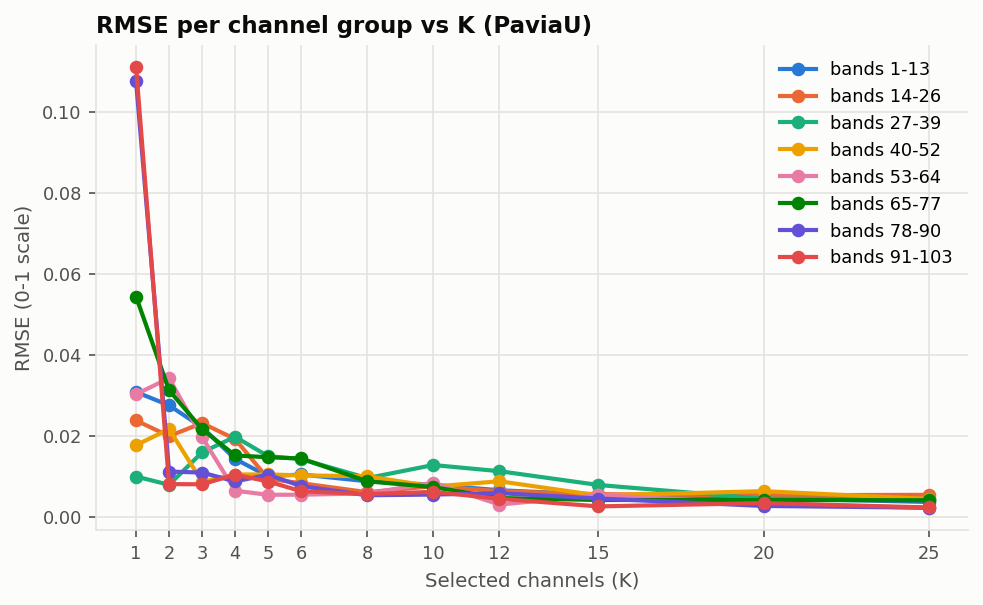 RMSE per channel group vs K (PaviaU)
bands 1-13
bands 14-26
bands 27-39
bands 40-52
bands 53-64
bands 65-77
bands 78-90
bands 91-103
RMSE (0-1 scale)
0.10
0.08
0.06
0.04
0.02
0.00
1 2 3 4 5 6 8 10 12 15 20 25
Selected channels (K)